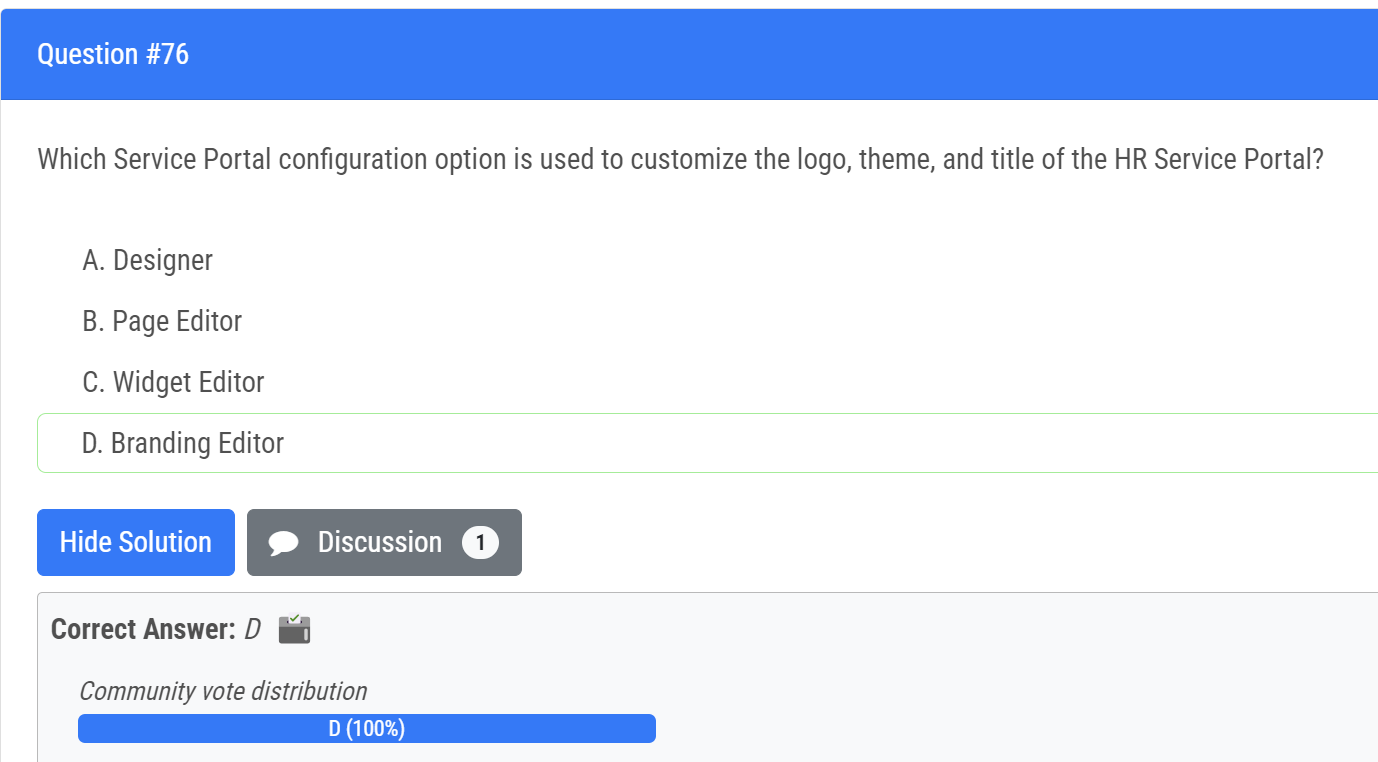 Question #76
Which Service Portal configuration option is used to customize the logo, theme, and title of the HR Service Portal?
A. Designer
B. Page Editor
C. Widget Editor
D. Branding Editor
Hide Solution
Discussion 1
Correct Answer: D
Community vote distribution
D (100%)